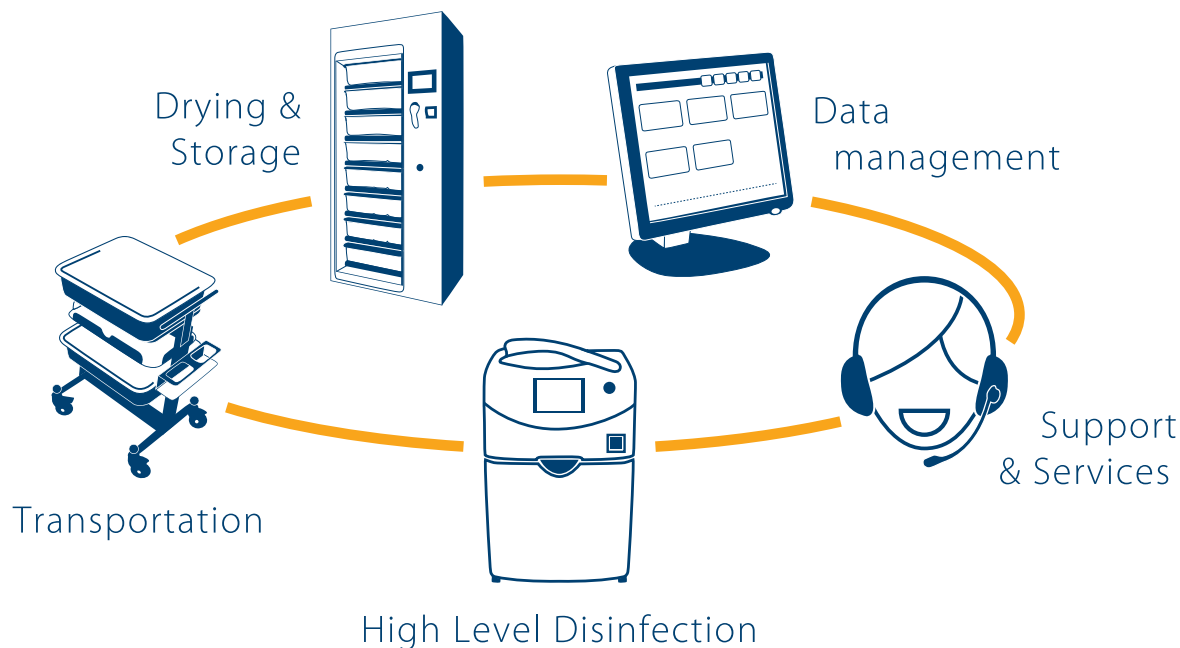 Drying &
Storage
Data
management
Support
& Services
Transportation
High Level Disinfection